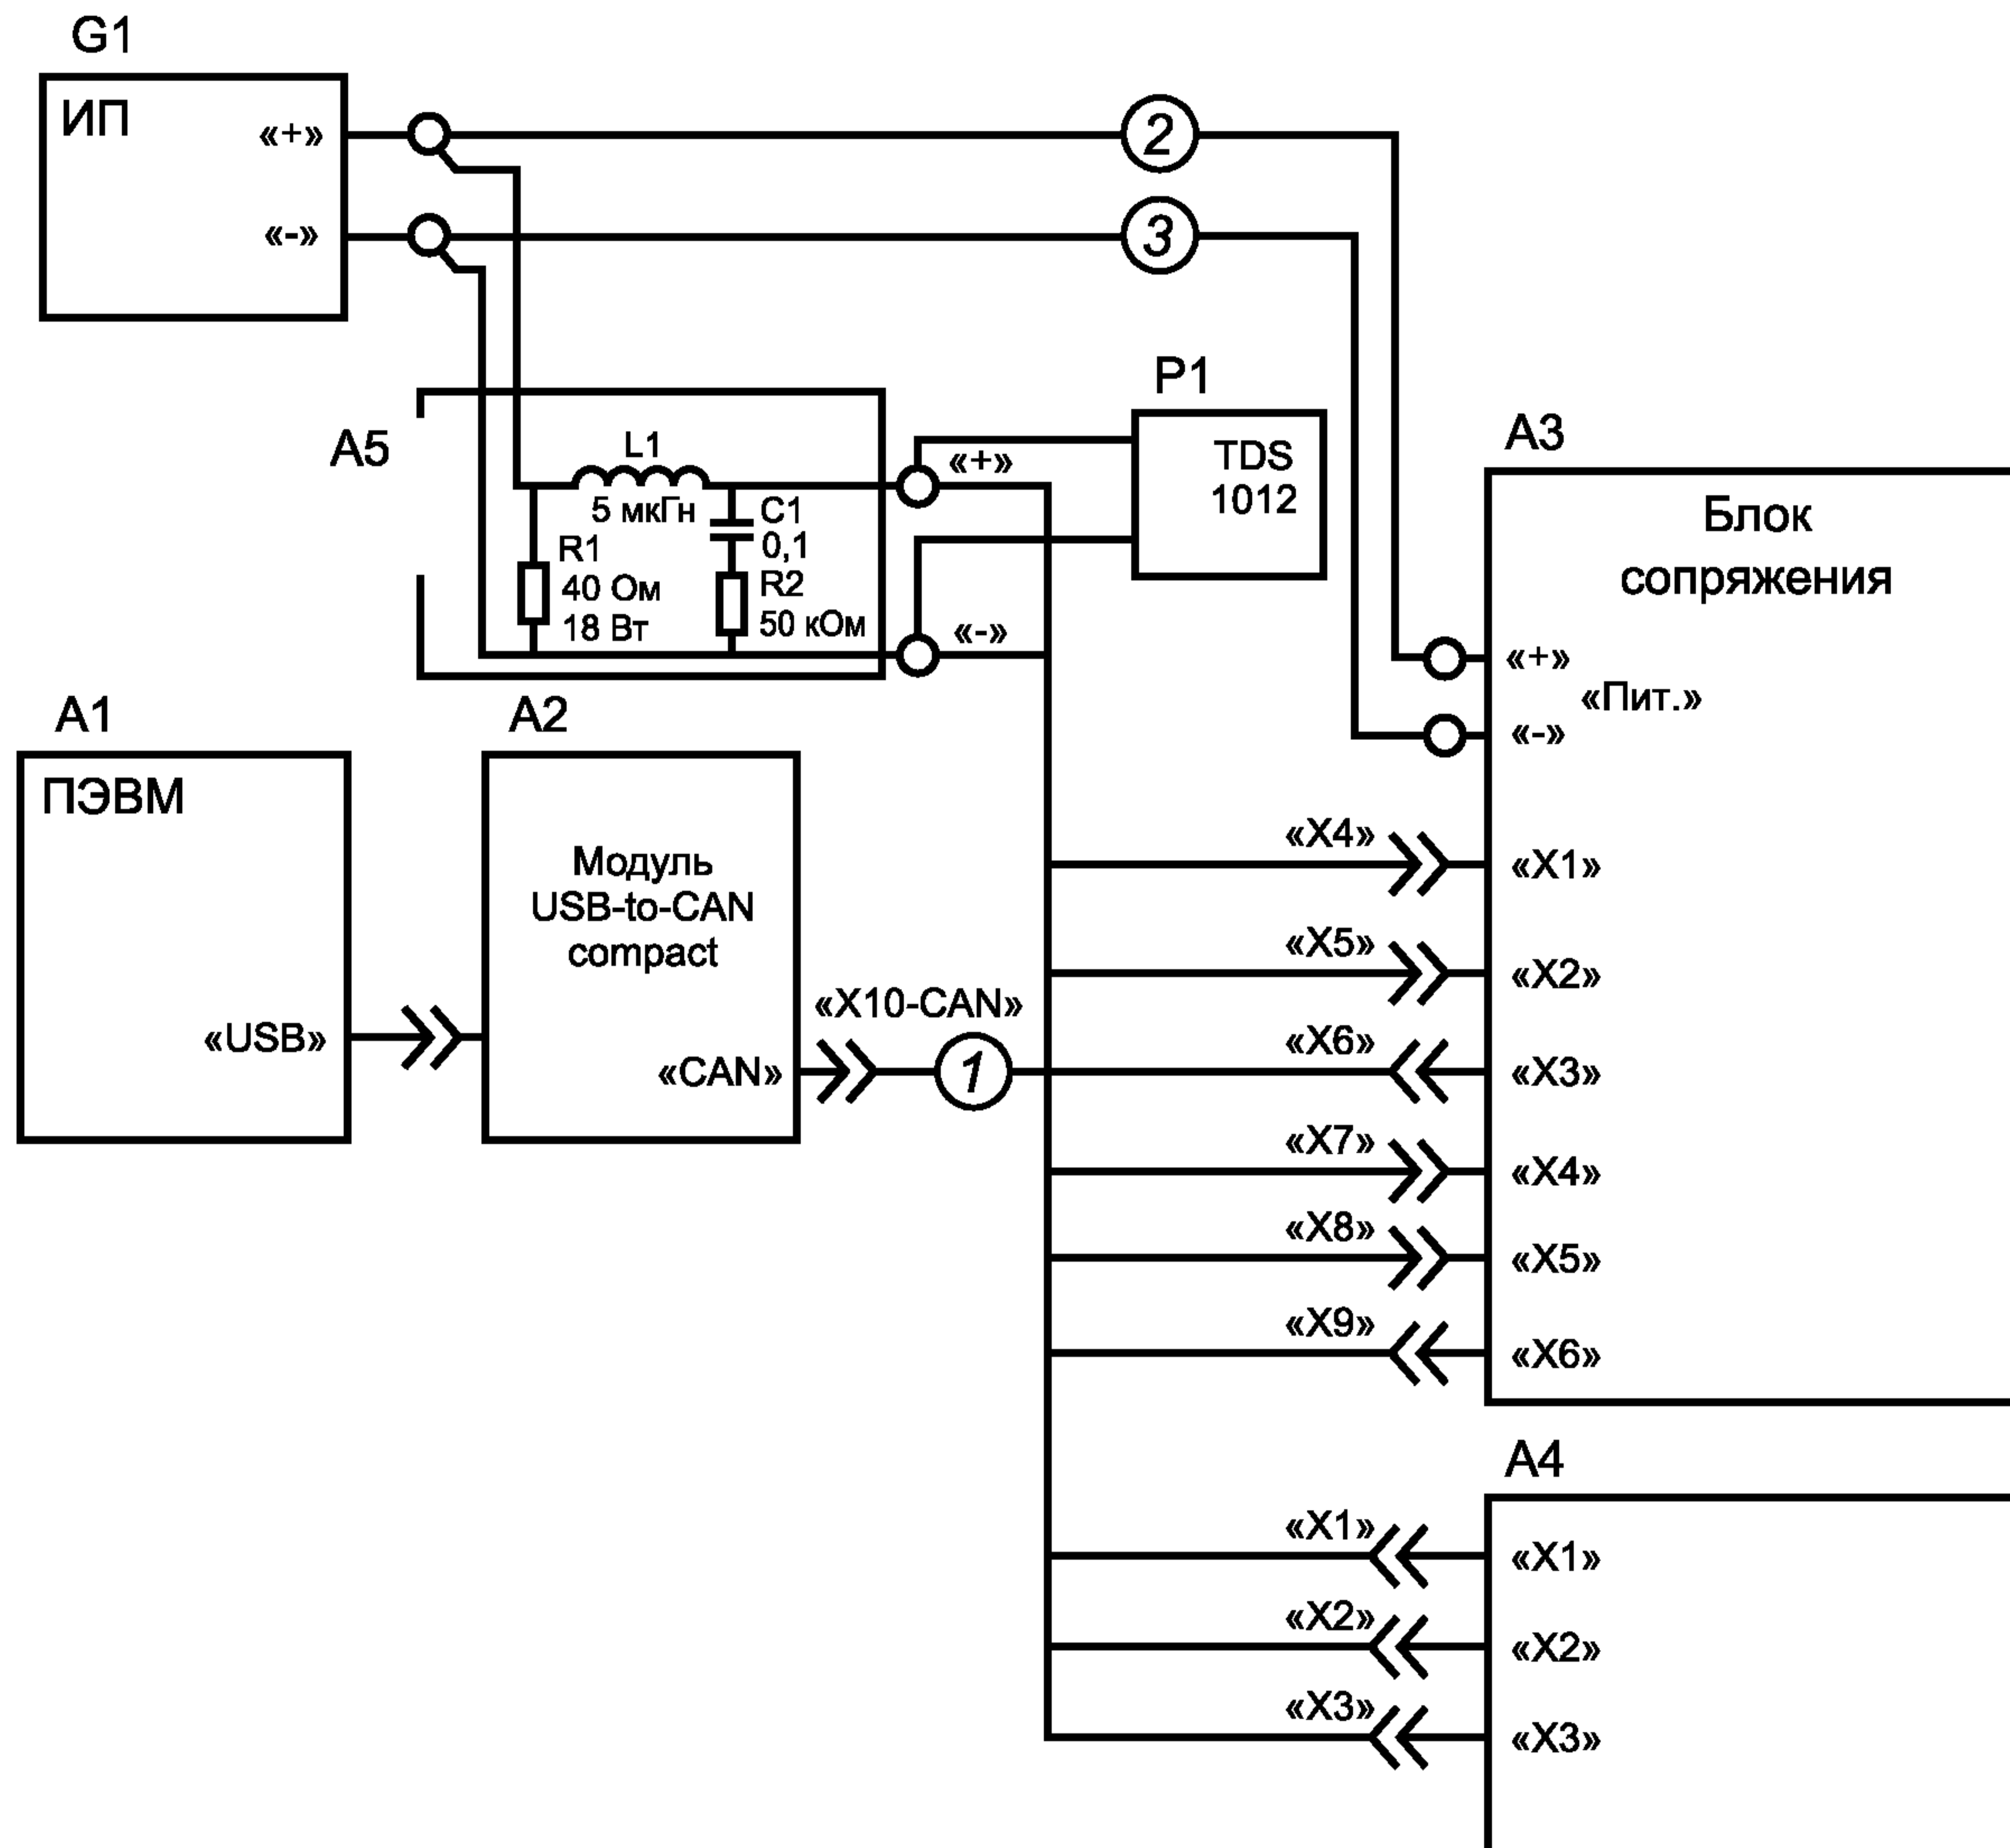 G1
ИП
«+»
«-»
2
3
A5
L1
5 мкГн
C1
0,1
R1
40 Ом
18 Вт
R2
50 кОм
«+»
«-»
P1
TDS
1012
A3
Блок
сопряжения
«+»
«Пит.»
«-»
A1
ПЭВМ
«USB»
A2
Модуль
USB-to-CAN
compact
«CAN»
«X10-CAN»
1
«X4»
«X1»
«X5»
«X2»
«X6»
«X3»
«X7»
«X4»
«X8»
«X5»
«X9»
«X6»
A4
«X1»
«X1»
«X2»
«X2»
«X3»
«X3»